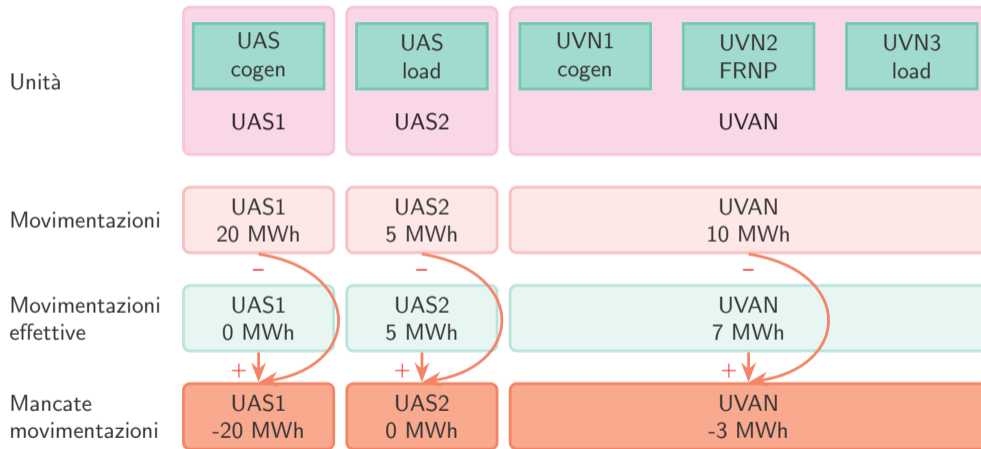 Unità
UAS
cogen
UAS1
UAS
load
UAS2
UVN1
cogen
UVN2
FRNP
UVN3
load
UVAN
Movimentazioni
UAS1
20 MWh
UAS2
5 MWh
UVAN
10 MWh
–
–
–
Movimentazioni
effettive
UAS1
0 MWh
UAS2
5 MWh
UVAN
7 MWh
+
+
+
Mancate
movimentazioni
UAS1
-20 MWh
UAS2
0 MWh
UVAN
-3 MWh